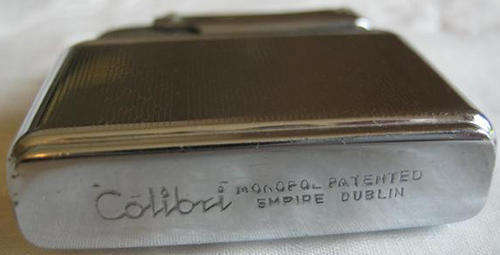 "Colibri" MONOPOL PATENTED
EMPIRE DUBLIN